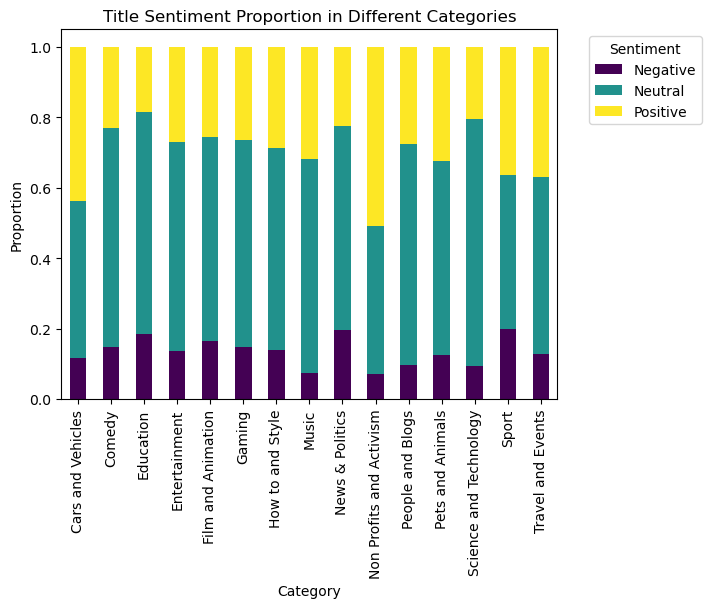 Title Sentiment Proportion in Different Categories
Sentiment
Negative
Neutral
Positive
Proportion
1.0
0.8
0.6
0.4
0.2
0.0
Cars and Vehicles
Comedy
Education
Entertainment
Film and Animation
Gaming
How to and Style
Music
News & Politics
Non Profits and Activism
People and Blogs
Pets and Animals
Science and Technology
Sport
Travel and Events
Category